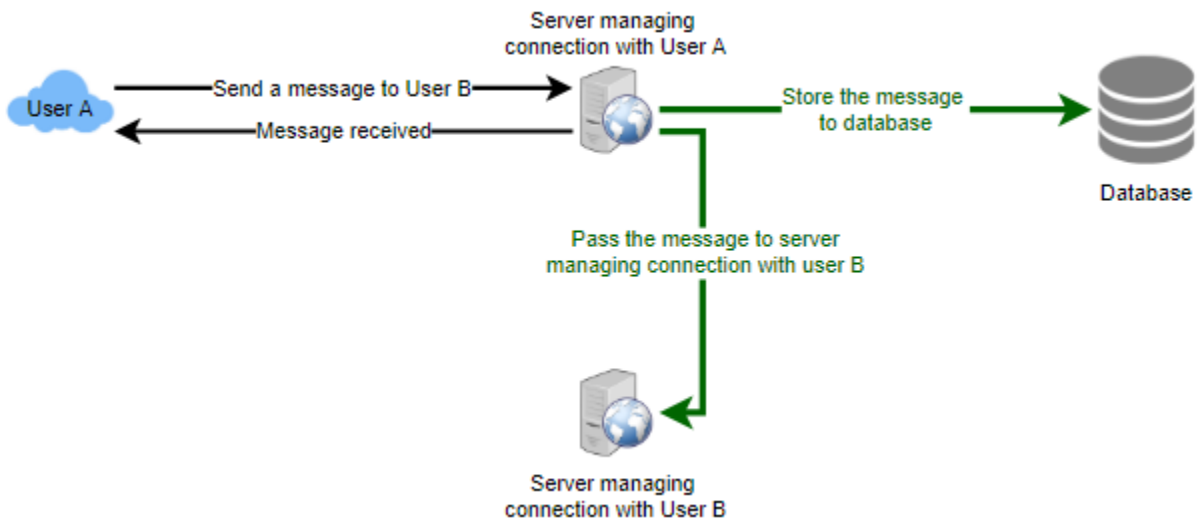 Server managing
connection with User A
User A
Send a message to User B
Message received
Store the message
to database
Database
Pass the message to server
managing connection with user B
Server managing
connection with User B